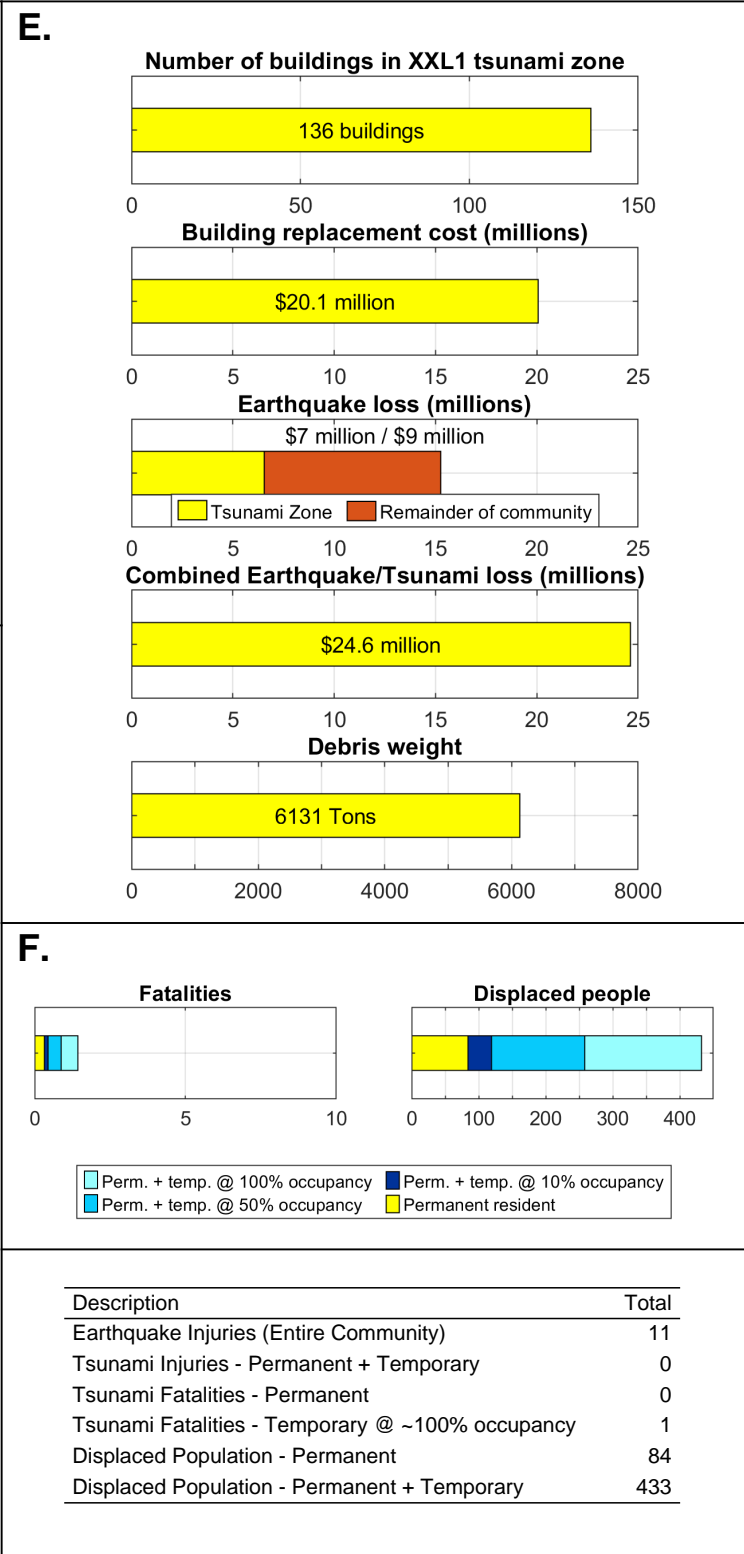 E.
Number of buildings in XXL1 tsunami zone
136 buildings
0 50 100 150
Building replacement cost (millions)
$20.1 million
0 5 10 15 20 25
Earthquake loss (millions)
$7 million / $9 million
Tsunami Zone Remainder of community
0 5 10 15 20 25
Combined Earthquake/Tsunami loss (millions)
$24.6 million
0 5 10 15 20 25
Debris weight
6131 Tons
0 2000 4000 6000 8000
F.
Fatalities Displaced people
0 5 10 0 100 200 300 400
Perm. + temp. @ 100% occupancy Perm. + temp. @ 10% occupancy
Perm. + temp. @ 50% occupancy Permanent resident
Description Total
Earthquake Injuries (Entire Community) 11
Tsunami Injuries - Permanent + Temporary 0
Tsunami Fatalities - Permanent 0
Tsunami Fatalities - Temporary @ ~100% occupancy 1
Displaced Population - Permanent 84
Displaced Population - Permanent + Temporary 433